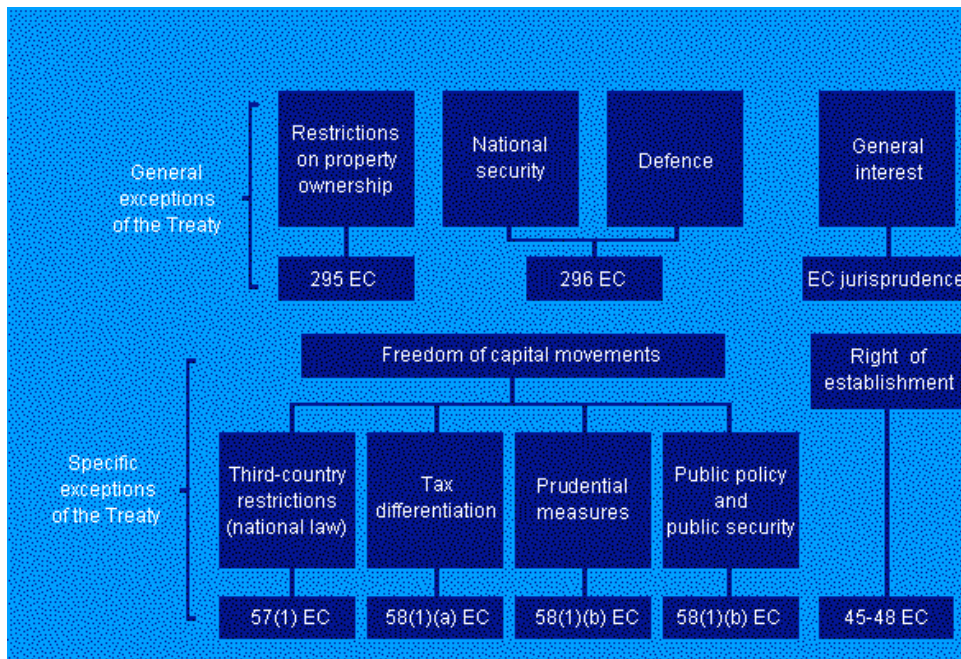 General
exceptions
of the Treaty
Restrictions
on property
ownership
National
security
Defence
General
interest
295 EC
296 EC
EC jurisprudence
Freedom of capital movements
Right of
establishment
Specific
exceptions
of the Treaty
Third-country
restrictions
(national law)
Tax
differentiation
Prudential
measures
Public policy
and
public security
57(1) EC
58(1)(a) EC
58(1)(b) EC
58(1)(b) EC
45-48 EC